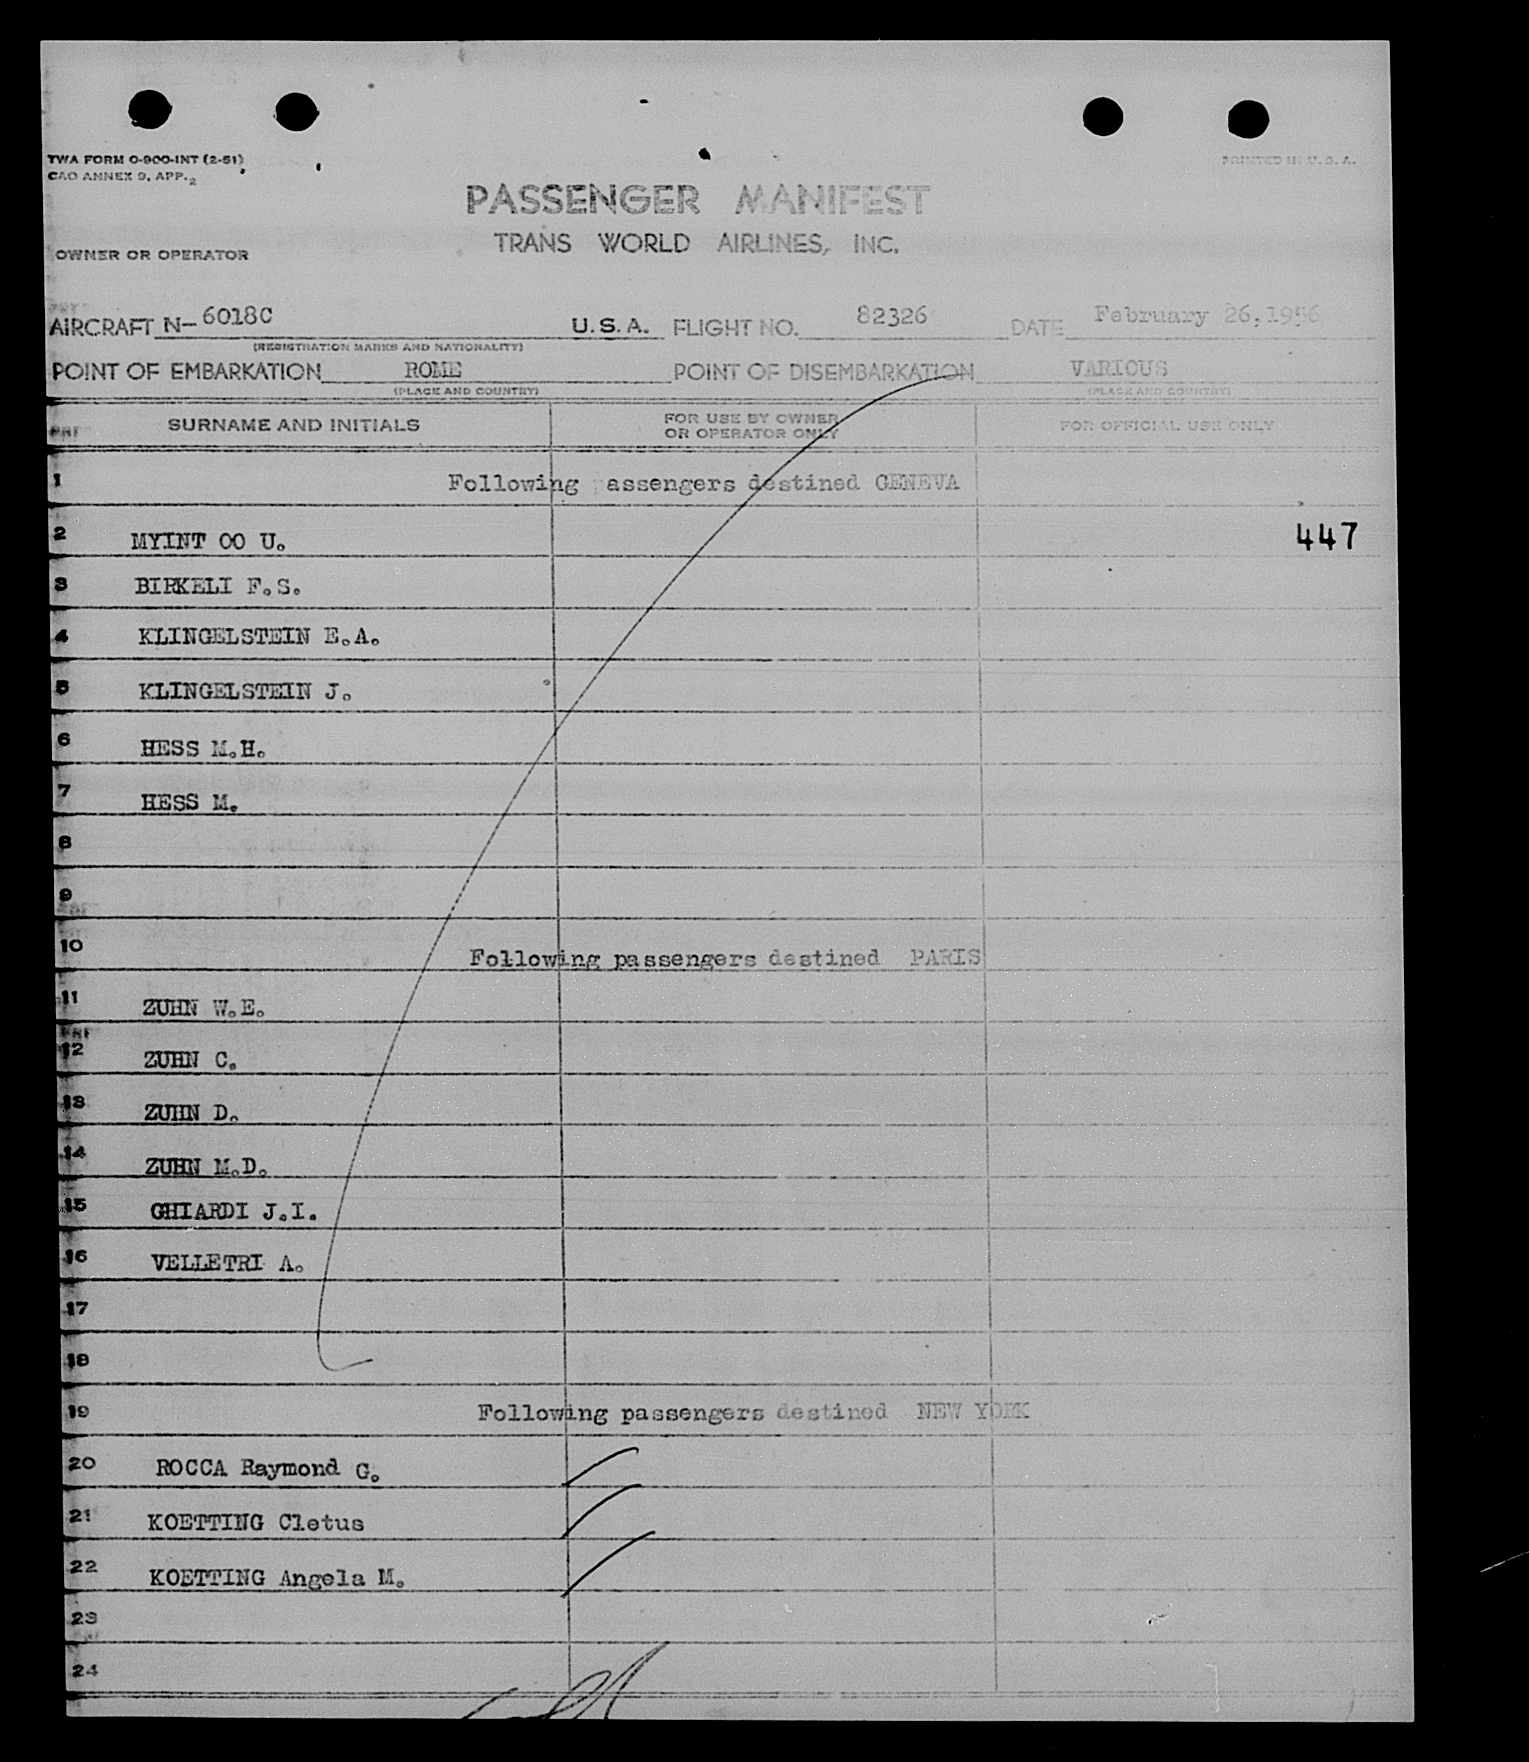 TWA FORM O-900-INT (2-51)
CAO ANNEX 9, APP. 2
PRINTED IN U. S. A.
PASSENGER MANIFEST
TRANS WORLD AIRLINES, INC.
OWNER OR OPERATOR
AIRCRAFT N- 6018C U. S. A. FLIGHT NO. 82326 DATE February 26, 1956
(REGISTRATION MARKS AND NATIONALITY)
POINT OF EMBARKATION ROME POINT OF DISEMBARKATION VARIOUS
(PLACE AND COUNTRY) (PLACE AND COUNTRY)
SURNAME AND INITIALS FOR USE BY OWNER OR OPERATOR ONLY FOR OFFICIAL USE ONLY
1 Following assengers destined GENEVA
2 MYINT OO U. 447
3 BIRKELI F.S.
4 KLINGELSTEIN E.A.
5 KLINGELSTEIN J.
6 HESS M.H.
7 HESS M.
8
9
10 Following passengers destined PARIS
11 ZUHN W.E.
12 ZUHN C.
13 ZUHN D.
14 ZUHN M.D.
15 GHIARDI J.I.
16 VELLETRI A.
17
18
19 Following passengers destined NEW YORK
20 ROCCA Raymond G.
21 KOETTING Cletus
22 KOETTING Angela M.
23
24